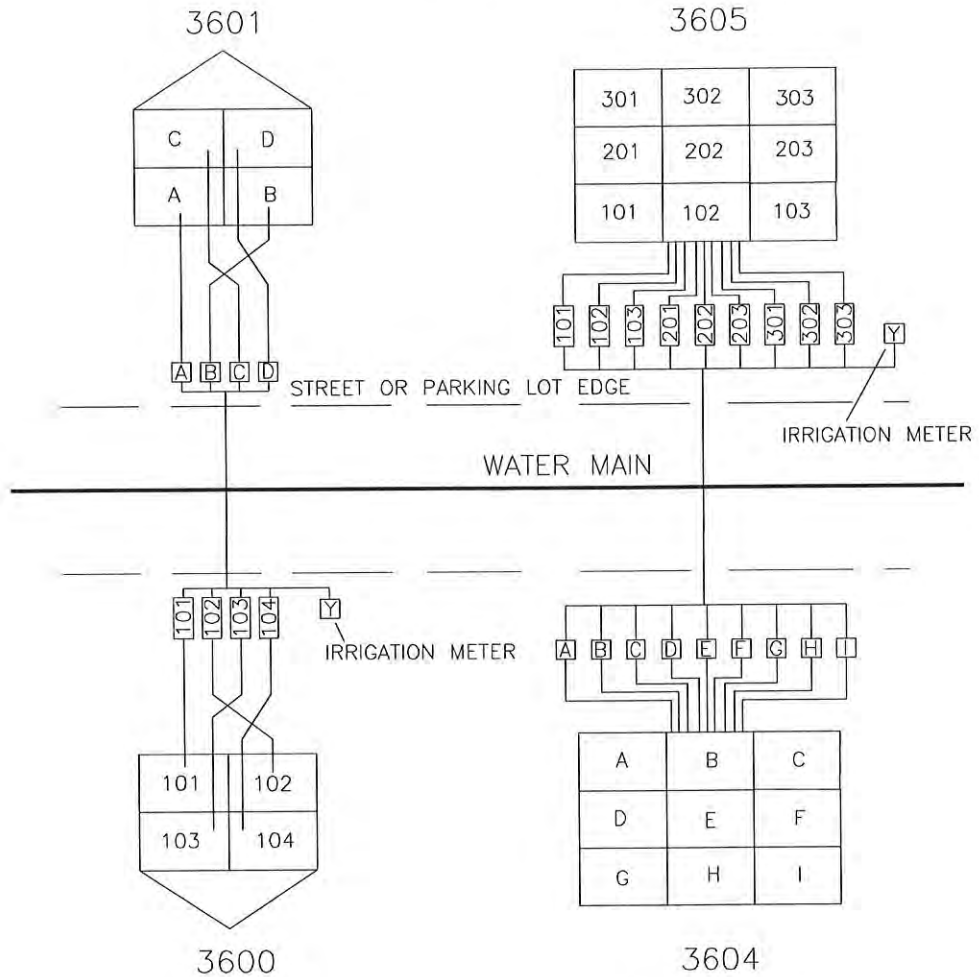 3601
3605
C D
A B
301 302 303
201 202 203
101 102 103
101 102 103 201 202 203 301 302 303 Y
A B C D
STREET OR PARKING LOT EDGE
IRRIGATION METER
WATER MAIN
101 102 103 104 Y
IRRIGATION METER
A B C D E F G H I
101 102
103 104
A B C
D E F
G H I
3600
3604